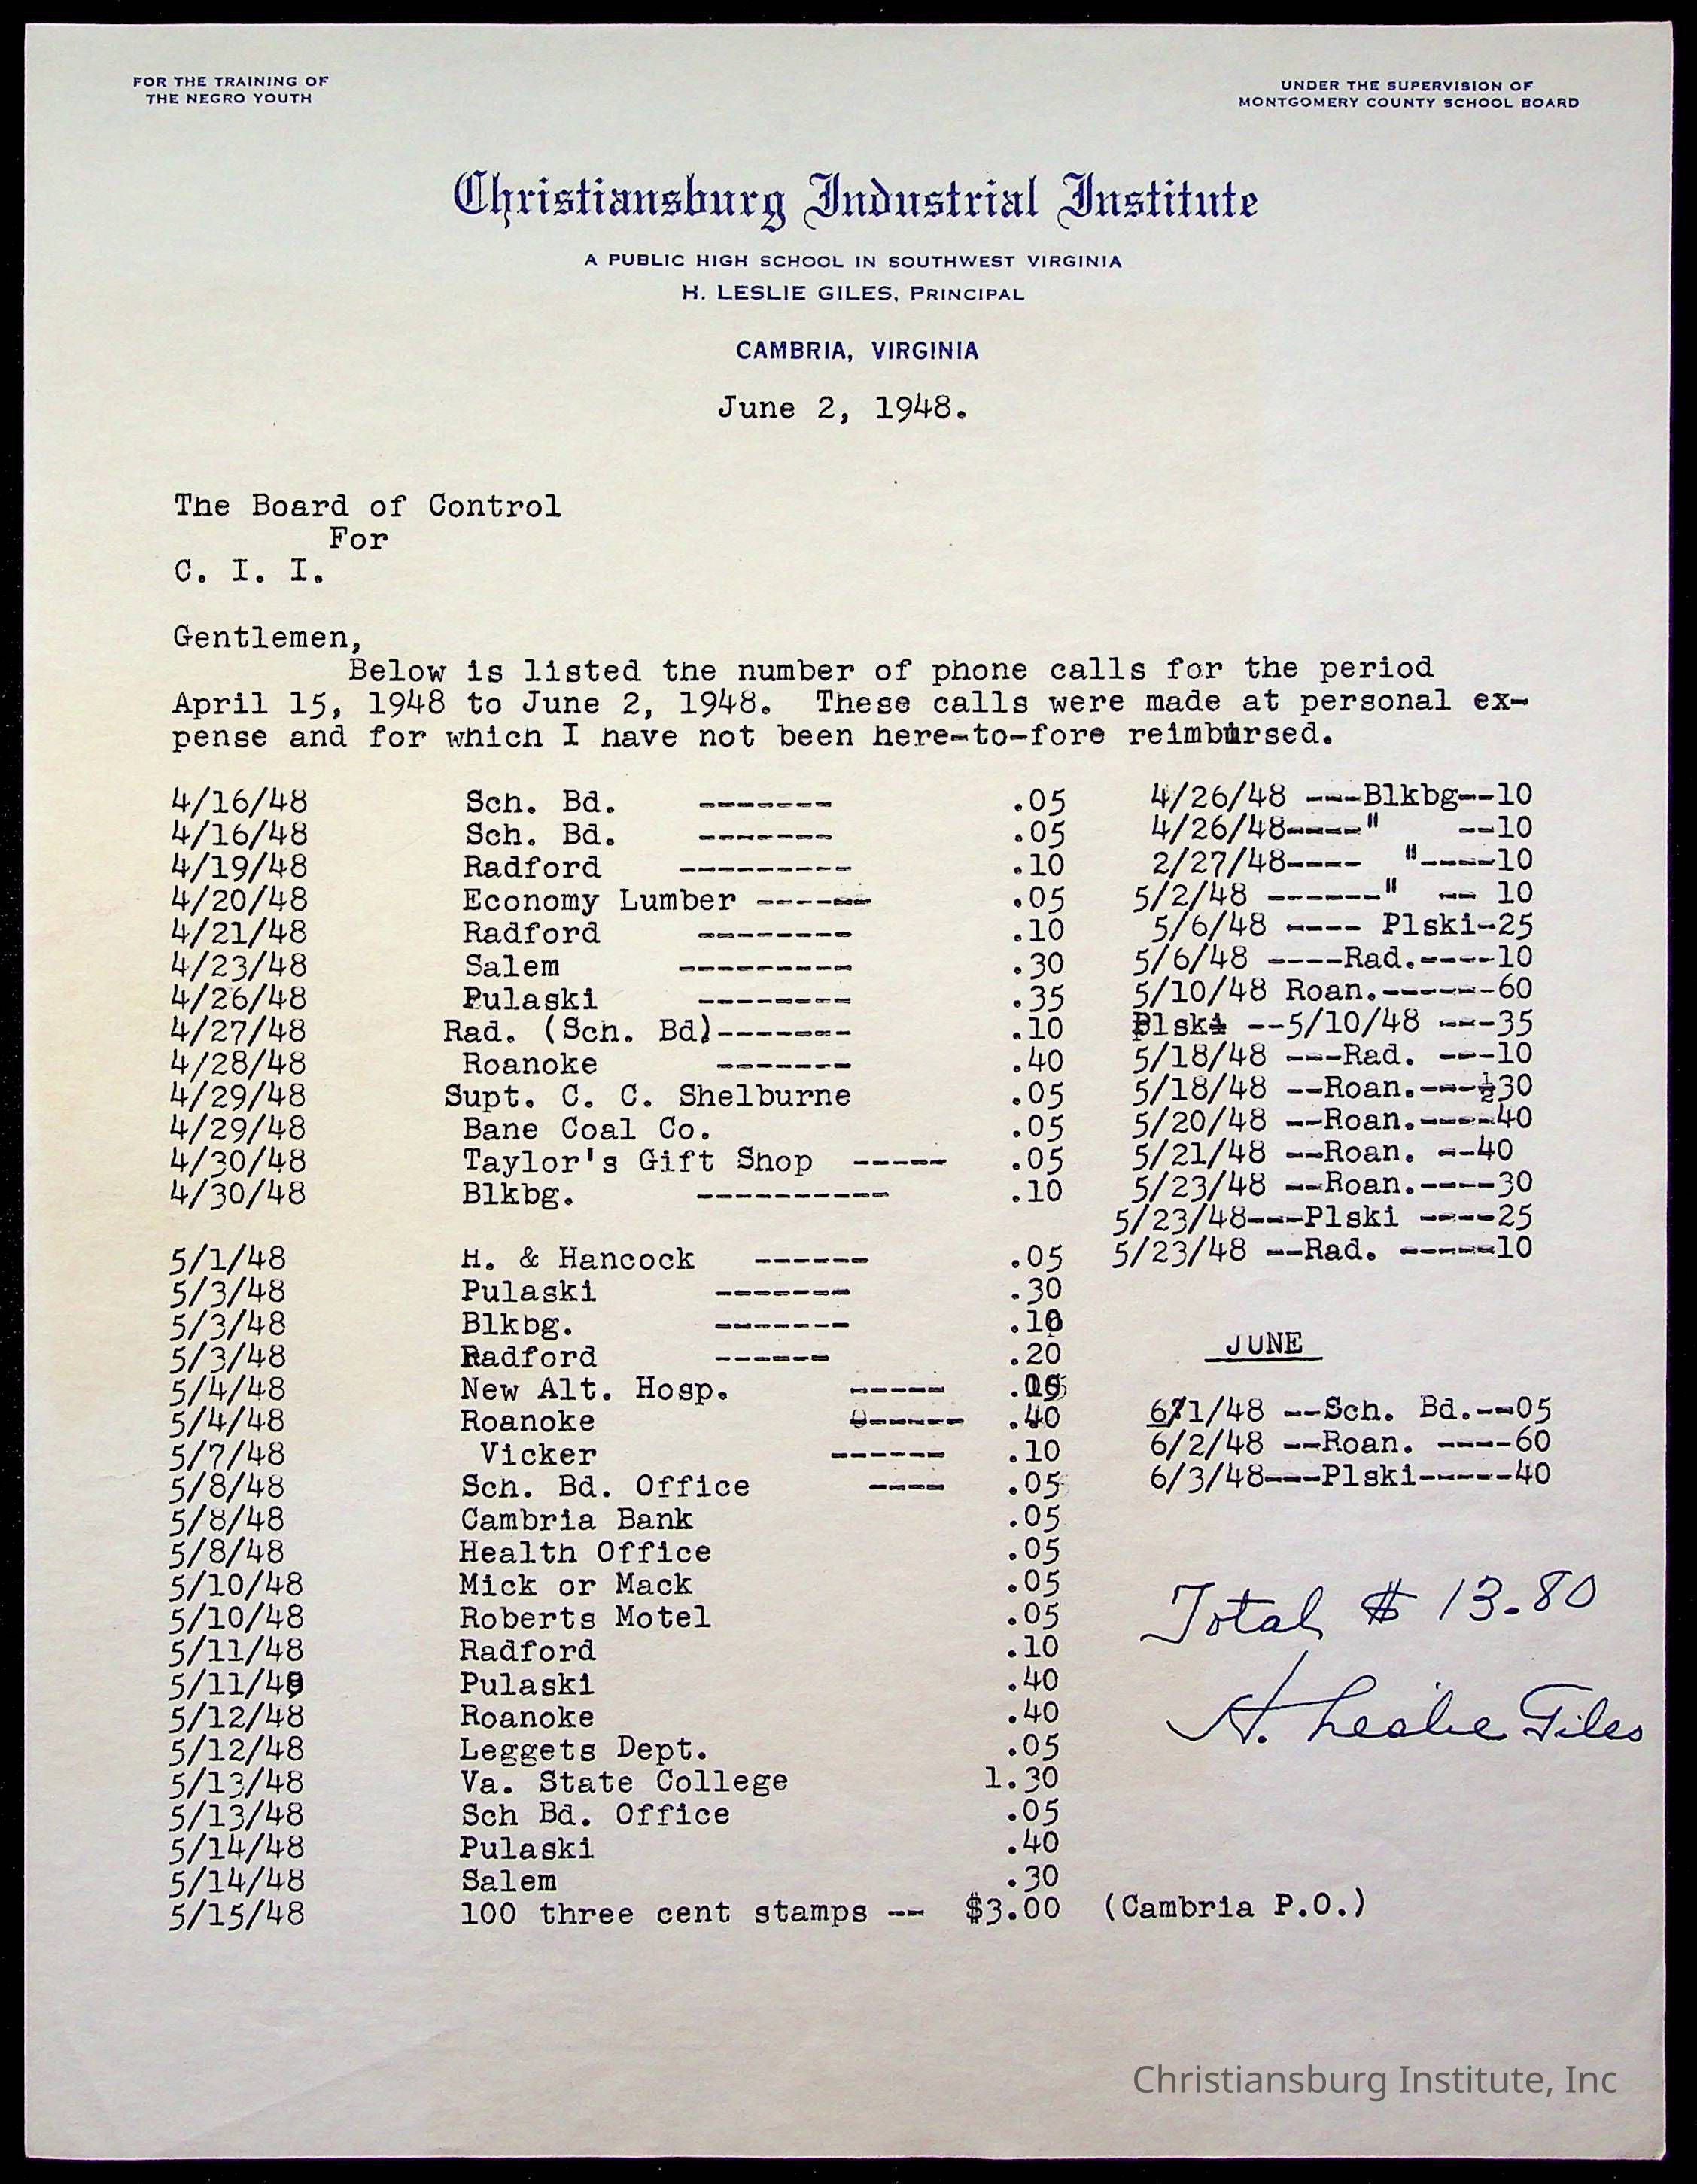 FOR THE TRAINING OF
THE NEGRO YOUTH
UNDER THE SUPERVISION OF
MONTGOMERY COUNTY SCHOOL BOARD
Christiansburg Industrial Institute
A PUBLIC HIGH SCHOOL IN SOUTHWEST VIRGINIA
H. LESLIE GILES, PRINCIPAL
CAMBRIA, VIRGINIA
June 2, 1948.
The Board of Control
For
C. I. I.
Gentlemen,
Below is listed the number of phone calls for the period
April 15, 1948 to June 2, 1948. These calls were made at personal ex-
pense and for which I have not been here-to-fore reimbursed.
4/16/48 Sch. Bd. ------- .05
4/16/48 Sch. Bd. ------- .05
4/19/48 Radford --------- .10
4/20/48 Economy Lumber ------ .05
4/21/48 Radford -------- .10
4/23/48 Salem --------- .30
4/26/48 Pulaski -------- .35
4/27/48 Rad. (Sch. Bd)------- .10
4/28/48 Roanoke ------- .40
4/29/48 Supt. C. C. Shelburne .05
4/29/48 Bane Coal Co. .05
4/30/48 Taylor's Gift Shop ----- .05
4/30/48 Blkbg. ---------- .10
5/1/48 H. & Hancock ------ .05
5/3/48 Pulaski ------- .30
5/3/48 Blkbg. ------- .10
5/3/48 Radford ------ .20
5/4/48 New Alt. Hosp. -----
5/4/48 Roanoke ------ .40
5/7/48 Vicker ------ .10
5/8/48 Sch. Bd. Office ---- .05
5/8/48 Cambria Bank .05
5/8/48 Health Office .05
5/10/48 Mick or Mack .05
5/10/48 Roberts Motel .05
5/11/48 Radford .10
5/11/48 Pulaski .40
5/12/48 Roanoke .40
5/12/48 Leggets Dept. .05
5/13/48 Va. State College 1.30
5/13/48 Sch Bd. Office .05
5/14/48 Pulaski .40
5/14/48 Salem .30
5/15/48 100 three cent stamps -- $3.00 (Cambria P.O.)
4/26/48 ---Blkbg--10
4/26/48----" --10
2/27/48---- "----10
5/2/48 ------" -- 10
5/6/48 ---- Plski-25
5/6/48 ----Rad.----10
5/10/48 Roan.------60
Plski --5/10/48 ---35
5/18/48 ---Rad. ---10
5/18/48 --Roan.---30
5/20/48 --Roan.----40
5/21/48 --Roan. --40
5/23/48 --Roan.----30
5/23/48---Plski ----25
5/23/48 --Rad. -----10
JUNE
6/1/48 --Sch. Bd.--05
6/2/48 --Roan. ----60
6/3/48---Plski-----40
Total $ 13.80
H. Leslie Giles
Christiansburg Institute, Inc